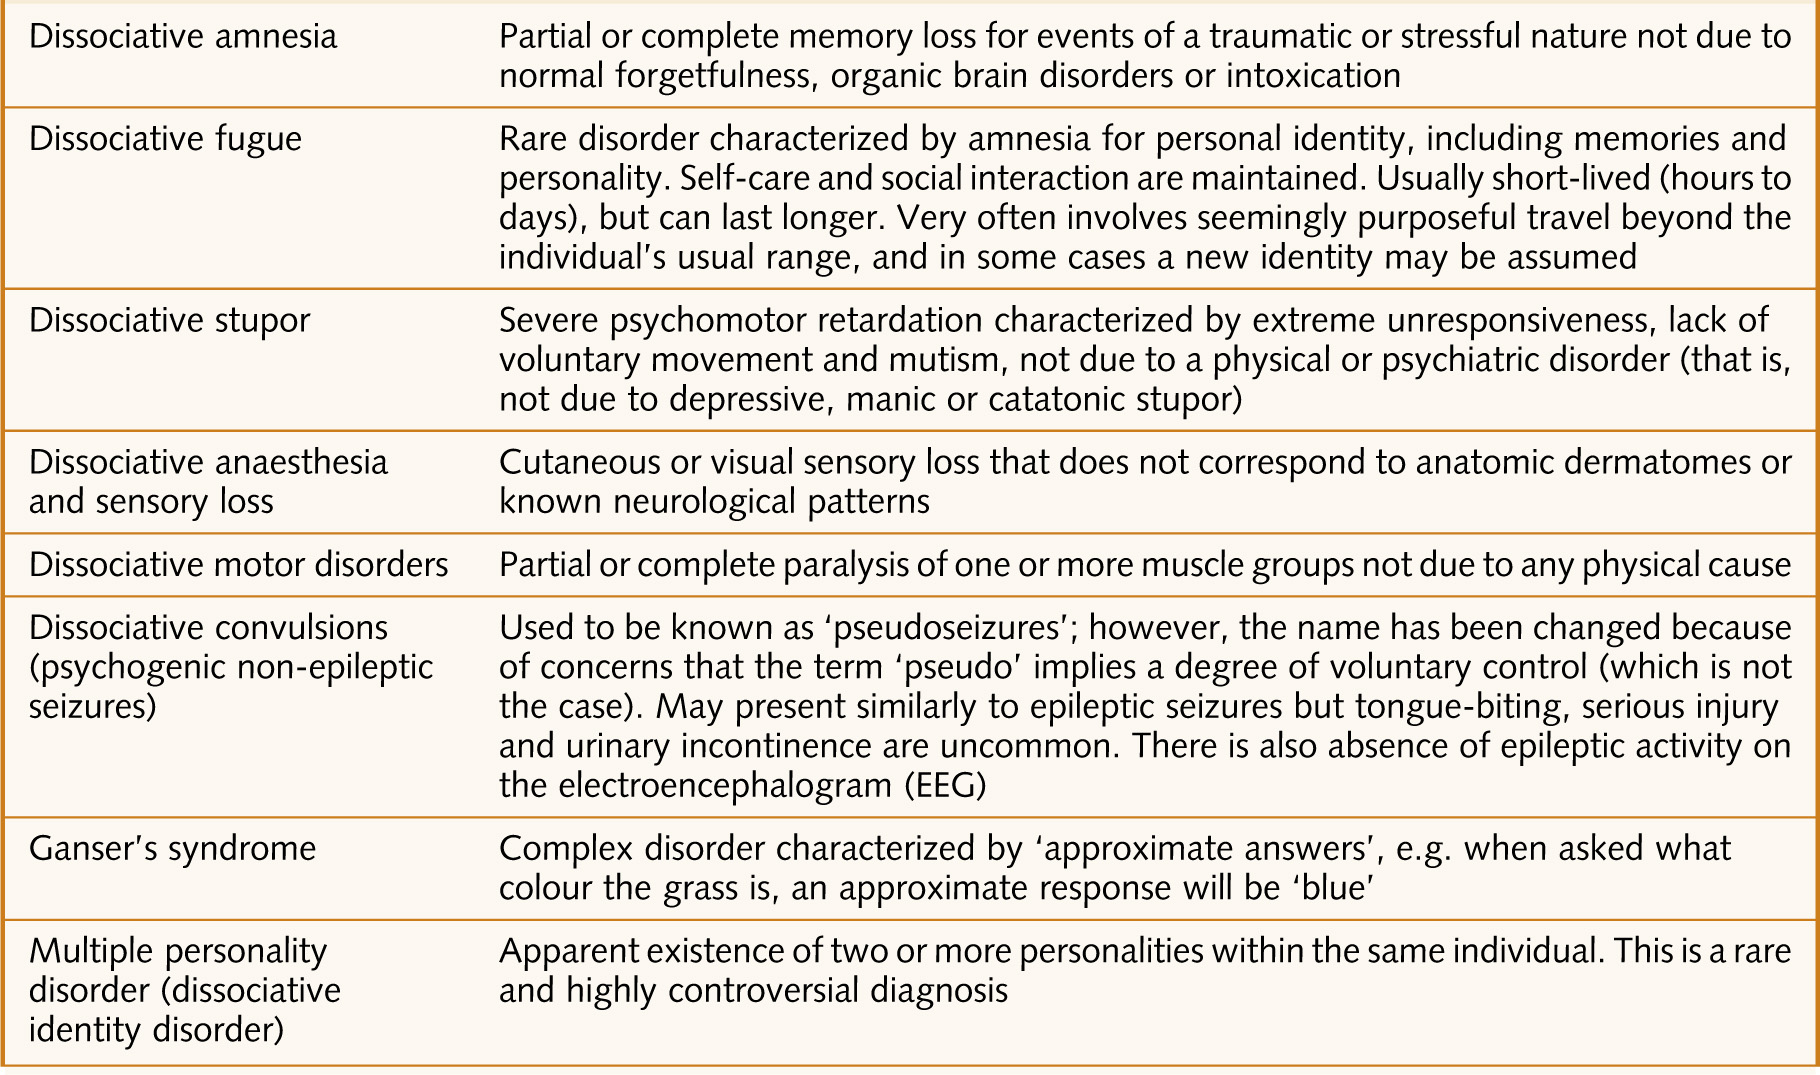 Dissociative amnesia
Partial or complete memory loss for events of a traumatic or stressful nature not due to
normal forgetfulness, organic brain disorders or intoxication
Dissociative fugue
Rare disorder characterized by amnesia for personal identity, including memories and
personality. Self-care and social interaction are maintained. Usually short-lived (hours to
days), but can last longer. Very often involves seemingly purposeful travel beyond the
individual’s usual range, and in some cases a new identity may be assumed
Dissociative stupor
Severe psychomotor retardation characterized by extreme unresponsiveness, lack of
voluntary movement and mutism, not due to a physical or psychiatric disorder (that is,
not due to depressive, manic or catatonic stupor)
Dissociative anaesthesia
and sensory loss
Cutaneous or visual sensory loss that does not correspond to anatomic dermatomes or
known neurological patterns
Dissociative motor disorders
Partial or complete paralysis of one or more muscle groups not due to any physical cause
Dissociative convulsions
(psychogenic non-epileptic
seizures)
Used to be known as ‘pseudoseizures’; however, the name has been changed because
of concerns that the term ‘pseudo’ implies a degree of voluntary control (which is not
the case). May present similarly to epileptic seizures but tongue-biting, serious injury
and urinary incontinence are uncommon. There is also absence of epileptic activity on
the electroencephalogram (EEG)
Ganser’s syndrome
Complex disorder characterized by ‘approximate answers’, e.g. when asked what
colour the grass is, an approximate response will be ‘blue’
Multiple personality
disorder (dissociative
identity disorder)
Apparent existence of two or more personalities within the same individual. This is a rare
and highly controversial diagnosis